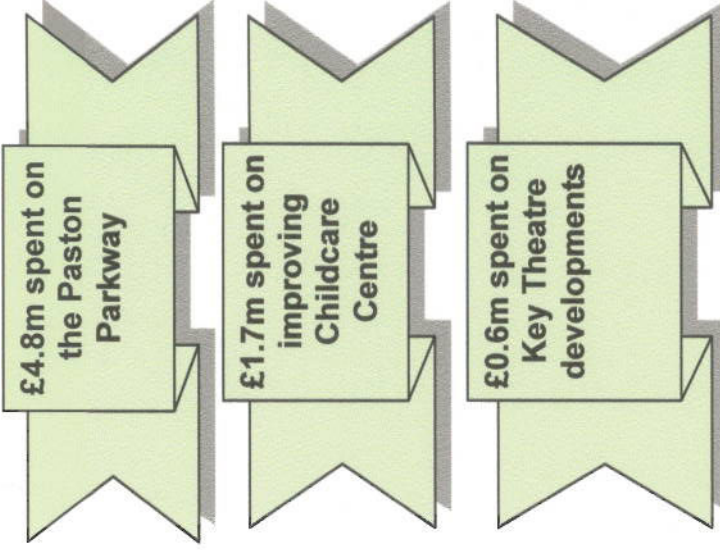 £4.8m spent on
the Paston
Parkway
£1.7m spent on
improving
Childcare
Centre
£0.6m spent on
Key Theatre
developments